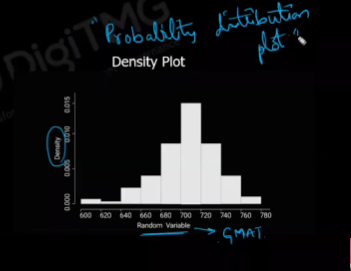 "Probability distribution
plot"
DigiTMG
Density Plot
Density
0.015
0.010
0.005
0.000
600 620 640 660 680 700 720 740 760 780
Random Variable → GMAT